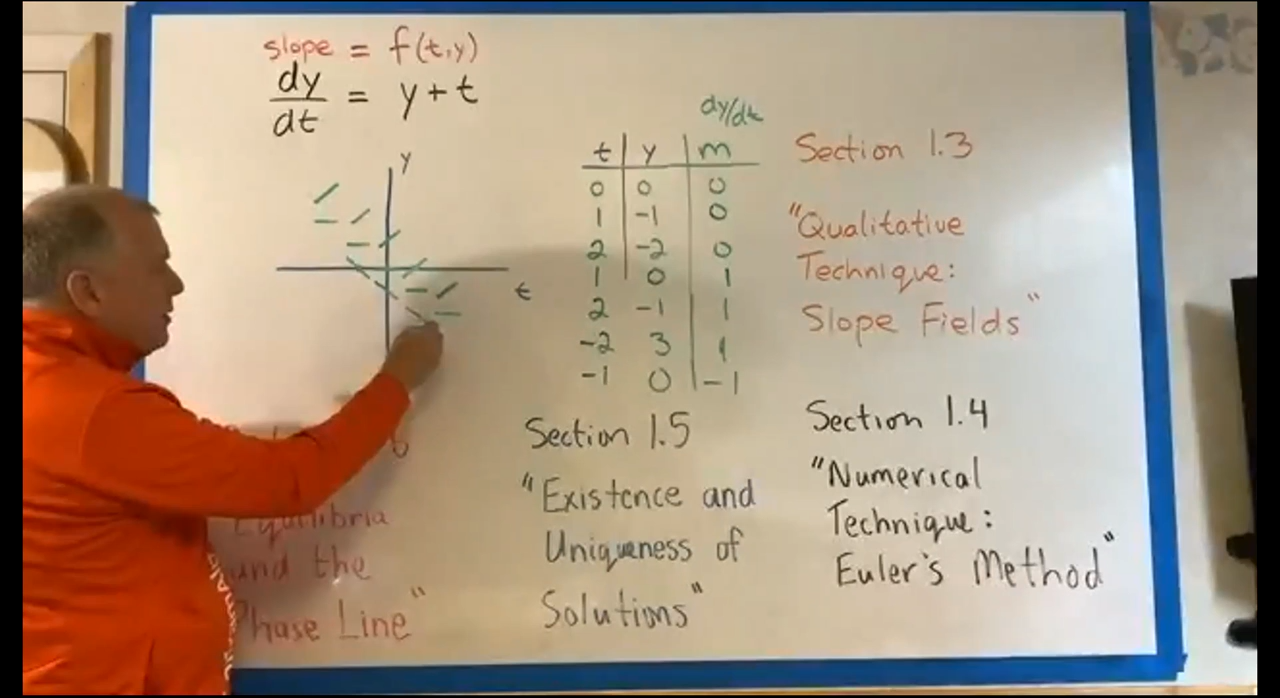 slope = f(t,y)
dy/dt = y+t
y
t
dy/dt
t y m
0 0 0
1 -1 0
2 -2 0
1 0 1
2 -1 1
-2 3 1
-1 0 -1
Section 1.3
"Qualitative
Technique:
Slope Fields"
Section 1.4
"Numerical
Technique:
Euler's Method"
Section 1.5
"Existence and
Uniqueness of
Solutions"
6
"Equilibria
and the
Phase Line"